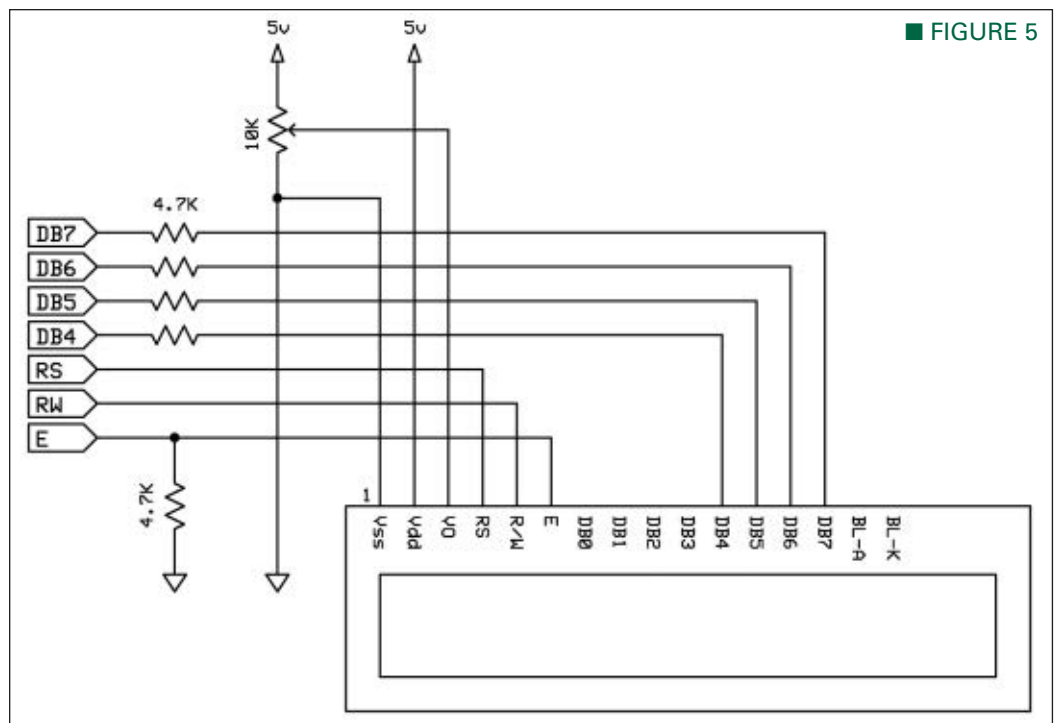 ■ FIGURE 5
5v 5v
10K
4.7K
DB7
DB6
DB5
DB4
RS
RW
E
4.7K
1
Vss Vdd VO RS R/W E DB0 DB1 DB2 DB3 DB4 DB5 DB6 DB7 BL-A BL-K